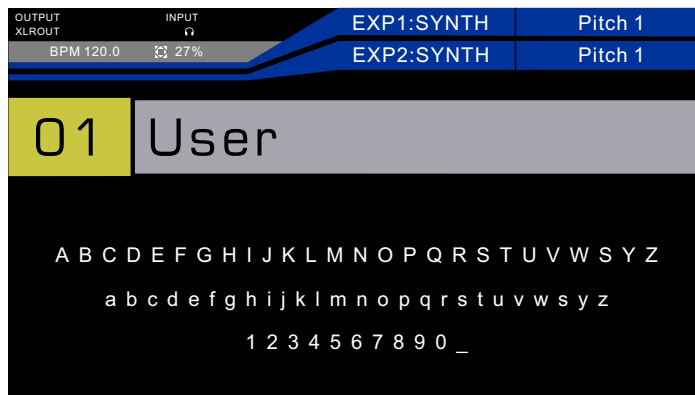 OUTPUT INPUT
XLROUT
BPM 120.0 27%
EXP1:SYNTH Pitch 1
EXP2:SYNTH Pitch 1
01 User
A B C D E F G H I J K L M N O P Q R S T U V W S Y Z
a b c d e f g h i j k l m n o p q r s t u v w s y z
1 2 3 4 5 6 7 8 9 0 _